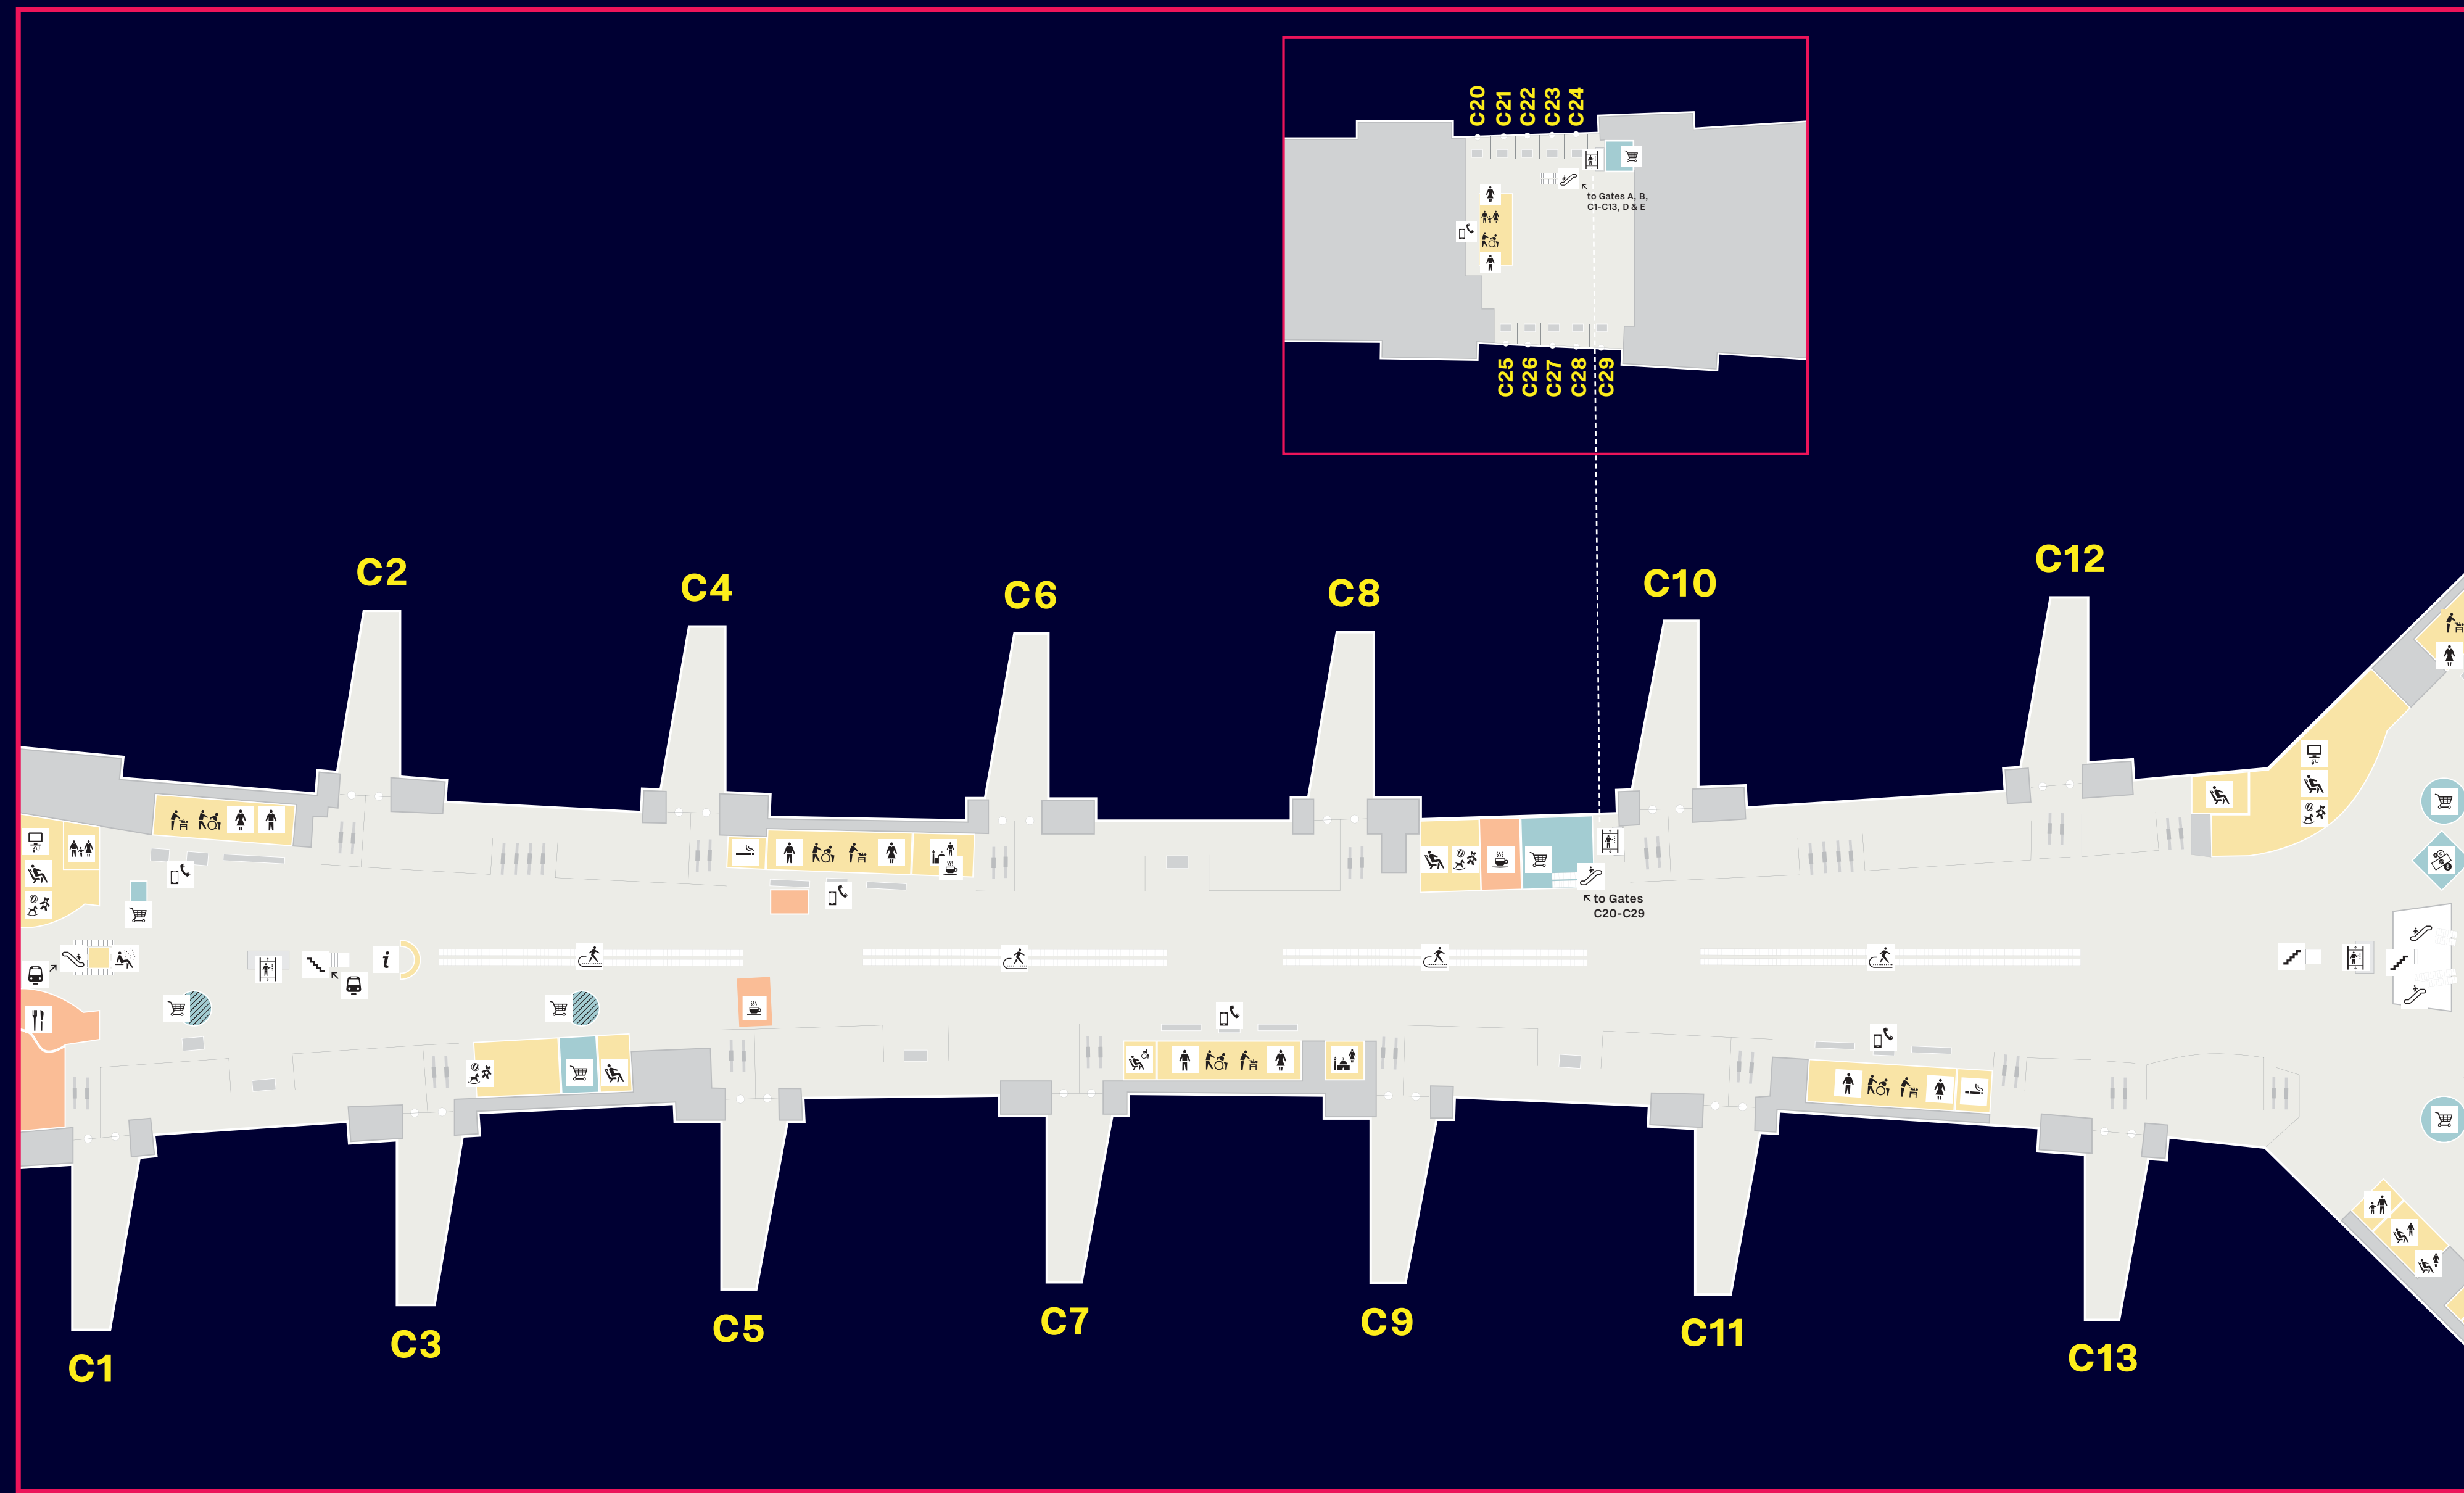 C20
C21
C22
C23
C24
to Gates A, B,
C1-C13, D & E
C25
C26
C27
C28
C29
C2
C4
C6
C8
C10
C12
to Gates
C20-C29
i
C1
C3
C5
C7
C9
C11
C13